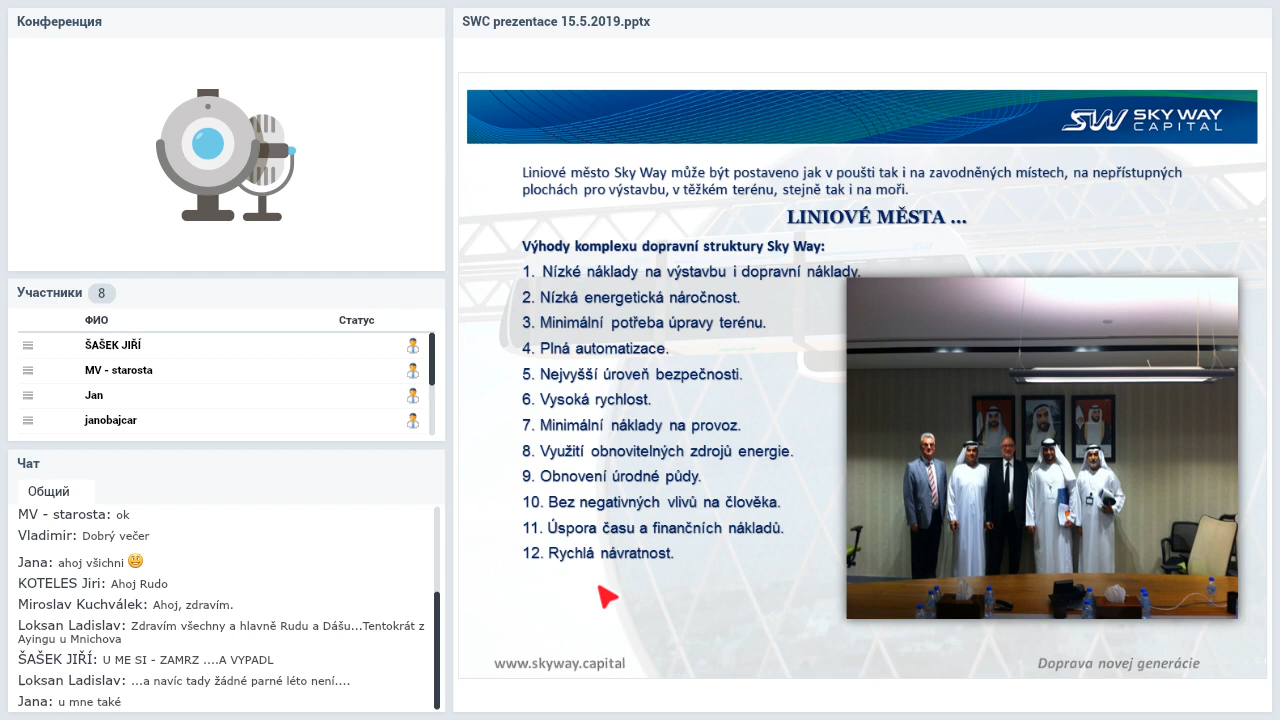 Конференция
Участники 8
ФИО Статус
ŠAŠEK JIŘÍ
MV - starosta
Jan
janobajcar
Чат
Общий
MV - starosta: ok
Vladimir: Dobrý večer
Jana: ahoj všichni
KOTELES Jiri: Ahoj Rudo
Miroslav Kuchválek: Ahoj, zdravím.
Loksan Ladislav: Zdravím všechny a hlavně Rudu a Dášu...Tentokrát z
Ayingu u Mnichova
ŠAŠEK JIŘÍ: U ME SI - ZAMRZ ....A VYPADL
Loksan Ladislav: ...a navíc tady žádné parné léto není....
Jana: u mne také
SWC prezentace 15.5.2019.pptx
SW SKY WAY
CAPITAL
Liniové město Sky Way může být postaveno jak v poušti tak i na zavodněných místech, na nepřístupných
plochách pro výstavbu, v těžkém terénu, stejně tak i na moři.
LINIOVÉ MĚSTA ...
Výhody komplexu dopravní struktury Sky Way:
1. Nízké náklady na výstavbu i dopravní náklady.
2. Nízká energetická náročnost.
3. Minimální potřeba úpravy terénu.
4. Plná automatizace.
5. Nejvyšší úroveň bezpečnosti.
6. Vysoká rychlost.
7. Minimální náklady na provoz.
8. Využití obnovitelných zdrojů energie.
9. Obnovení úrodné půdy.
10. Bez negativných vlivů na člověka.
11. Úspora času a finančních nákladů.
12. Rychlá návratnost.
www.skyway.capital
Doprava novej generácie